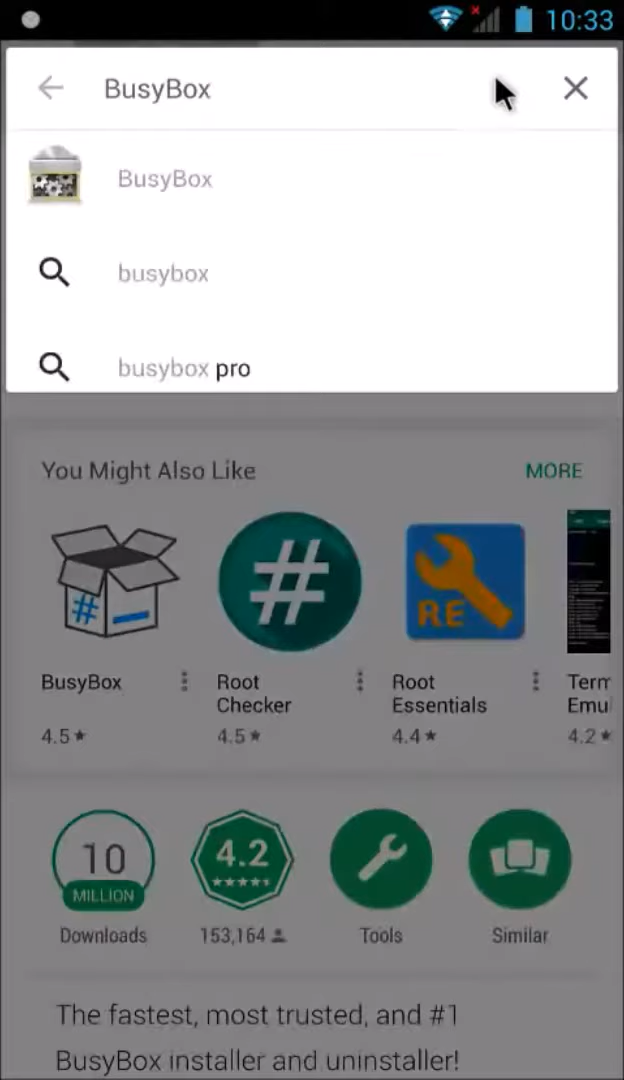 10:33
BusyBox
BusyBox
busybox
busybox pro
You Might Also Like
MORE
#
#
RE
BusyBox
Root
Checker
Root
Essentials
Term
Emu
4.5★
4.5★
4.4★
4.2★
10
MILLION
4.2
Downloads
153,164
Tools
Similar
The fastest, most trusted, and #1
BusyBox installer and uninstaller!